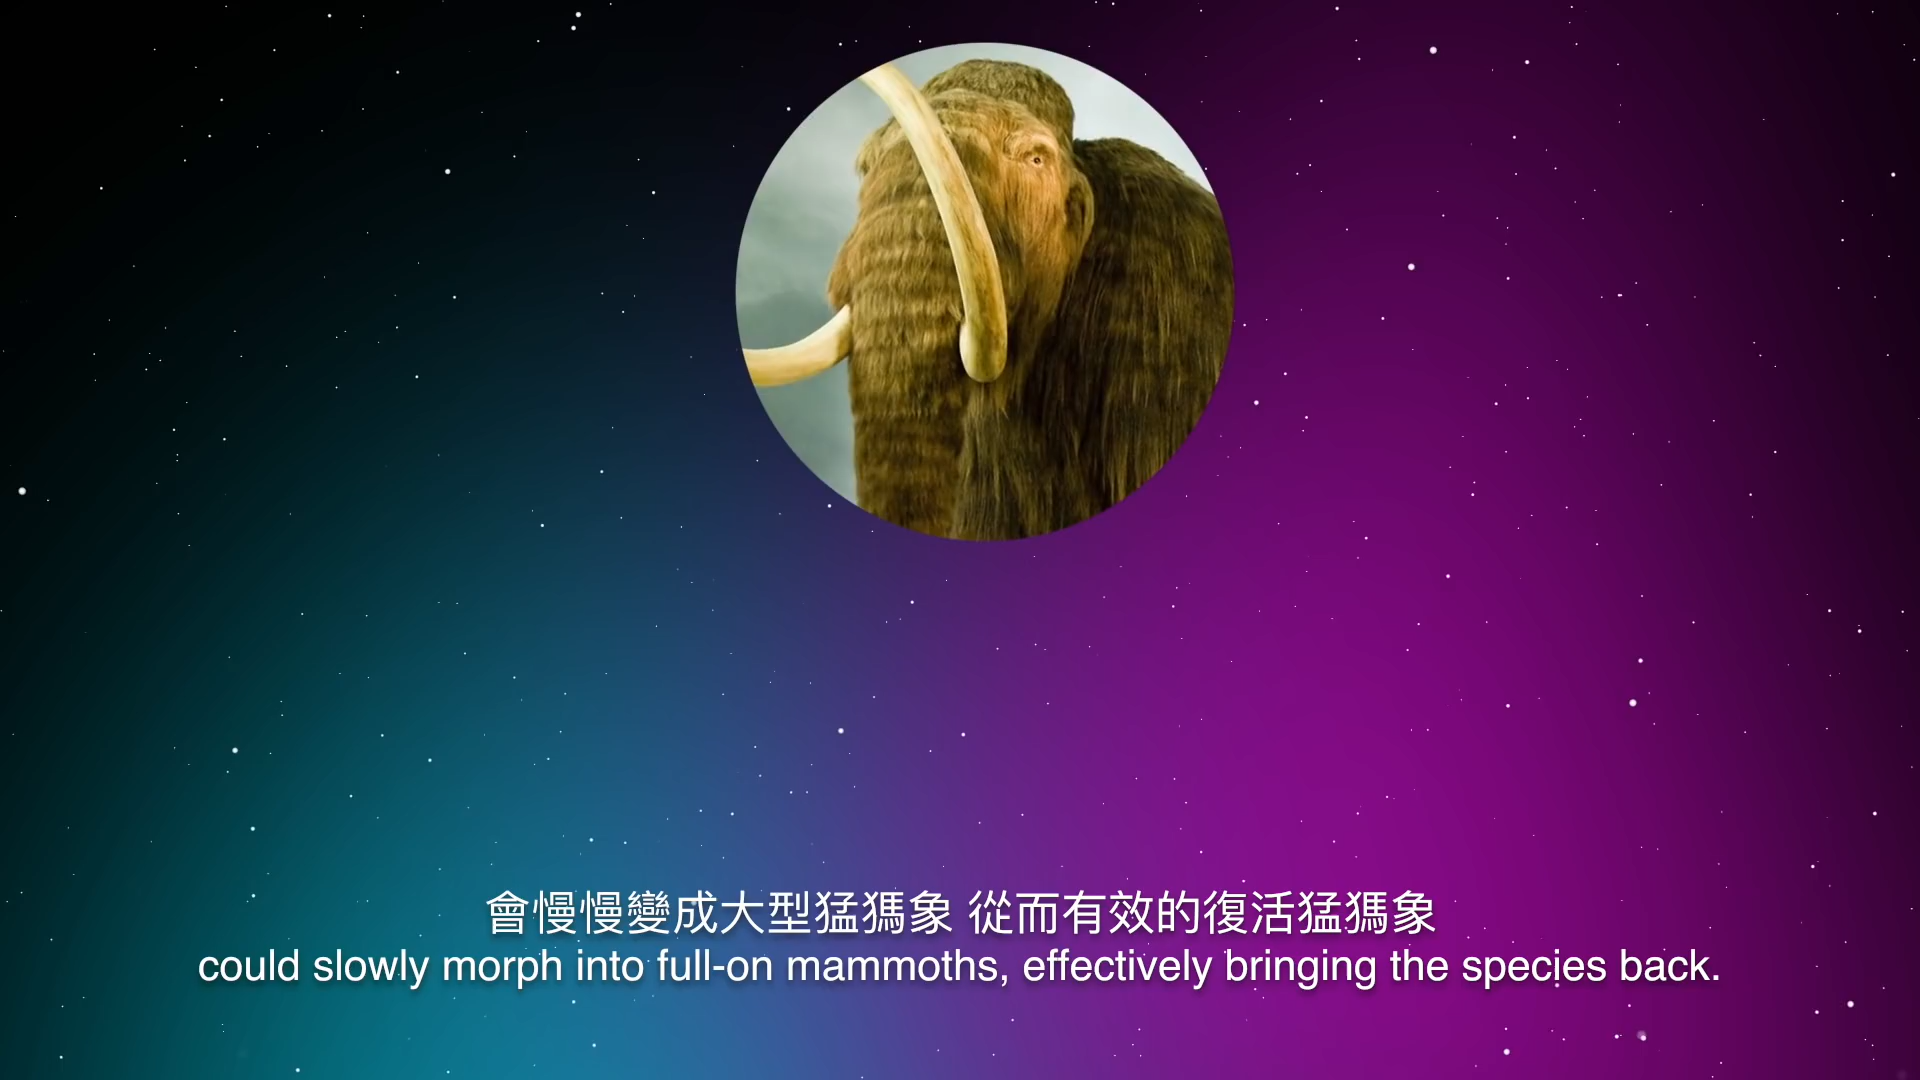 會慢慢變成大型猛獁象 從而有效的復活猛獁象
could slowly morph into full-on mammoths, effectively bringing the species back.